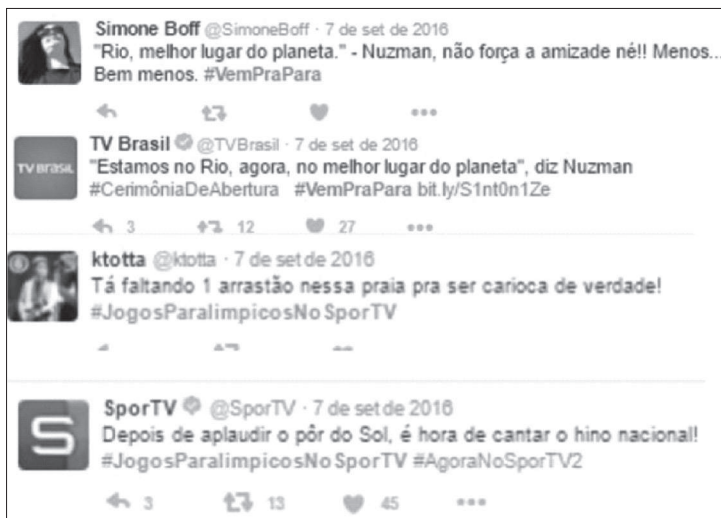 Simone Boff @SimoneBoff · 7 de set de 2016
"Rio, melhor lugar do planeta." - Nuzman, não força a amizade né!! Menos...
Bem menos. #VemPraPara
TV BRASIL
TV Brasil @TVBrasil · 7 de set de 2016
"Estamos no Rio, agora, no melhor lugar do planeta", diz Nuzman
#CerimôniaDeAbertura #VemPraPara bit.ly/S1nt0n1Ze
3 12 27
ktotta @ktotta · 7 de set de 2016
Tá faltando 1 arrastão nessa praia pra ser carioca de verdade!
#JogosParalimpicosNoSporTV
S
SporTV @SporTV · 7 de set de 2016
Depois de aplaudir o pôr do Sol, é hora de cantar o hino nacional!
#JogosParalimpicosNoSporTV #AgoraNoSporTV2
3 13 45